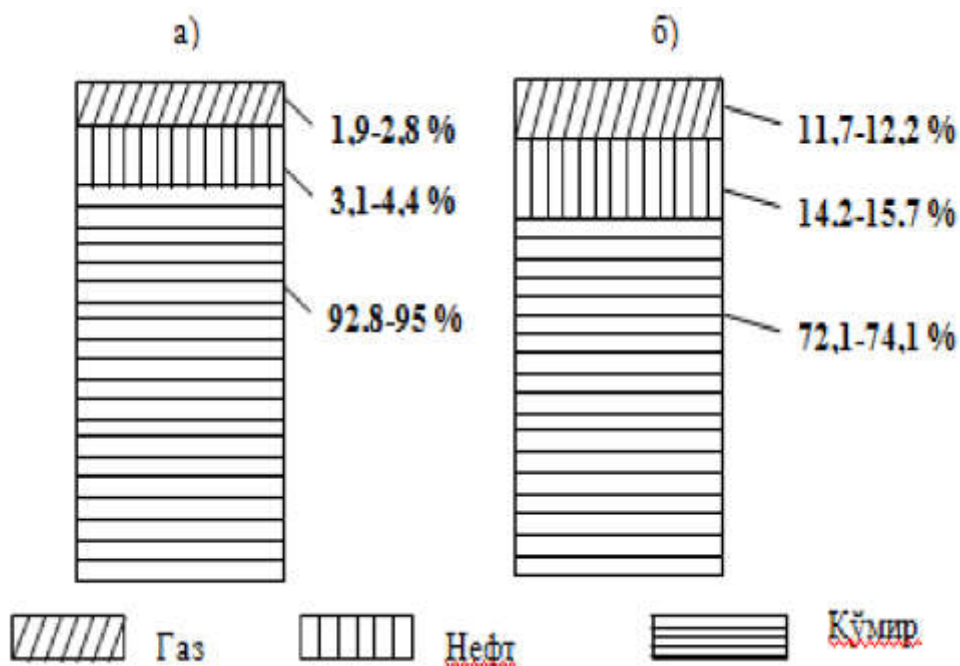 а)
1,9-2,8 %
3,1-4,4 %
92.8-95 %
б)
11,7-12,2 %
14.2-15.7 %
72,1-74,1 %
Газ
Нефт
Кўмир